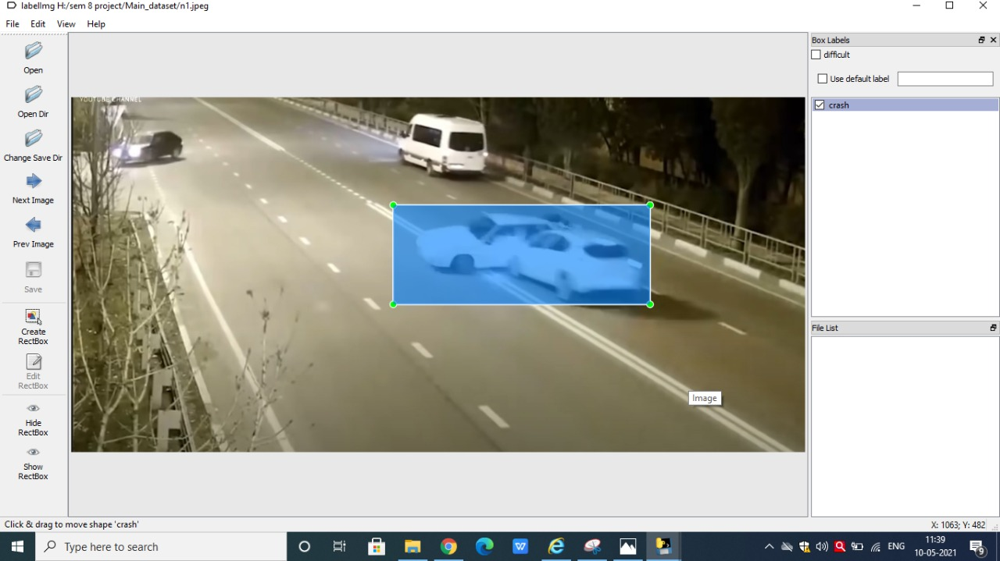 labelImg H:/sem 8 project/Main_dataset/n1.jpeg
File Edit View Help
Open
Open Dir
Change Save Dir
Next Image
Prev Image
Save
Create
RectBox
Edit
RectBox
Hide
RectBox
Show
RectBox
YOUTUBE CHANNEL
Image
Box Labels
difficult
Use default label
crash
File List
Click & drag to move shape 'crash'
X: 1063; Y: 482
Type here to search
W
ENG
11:39
10-05-2021
9